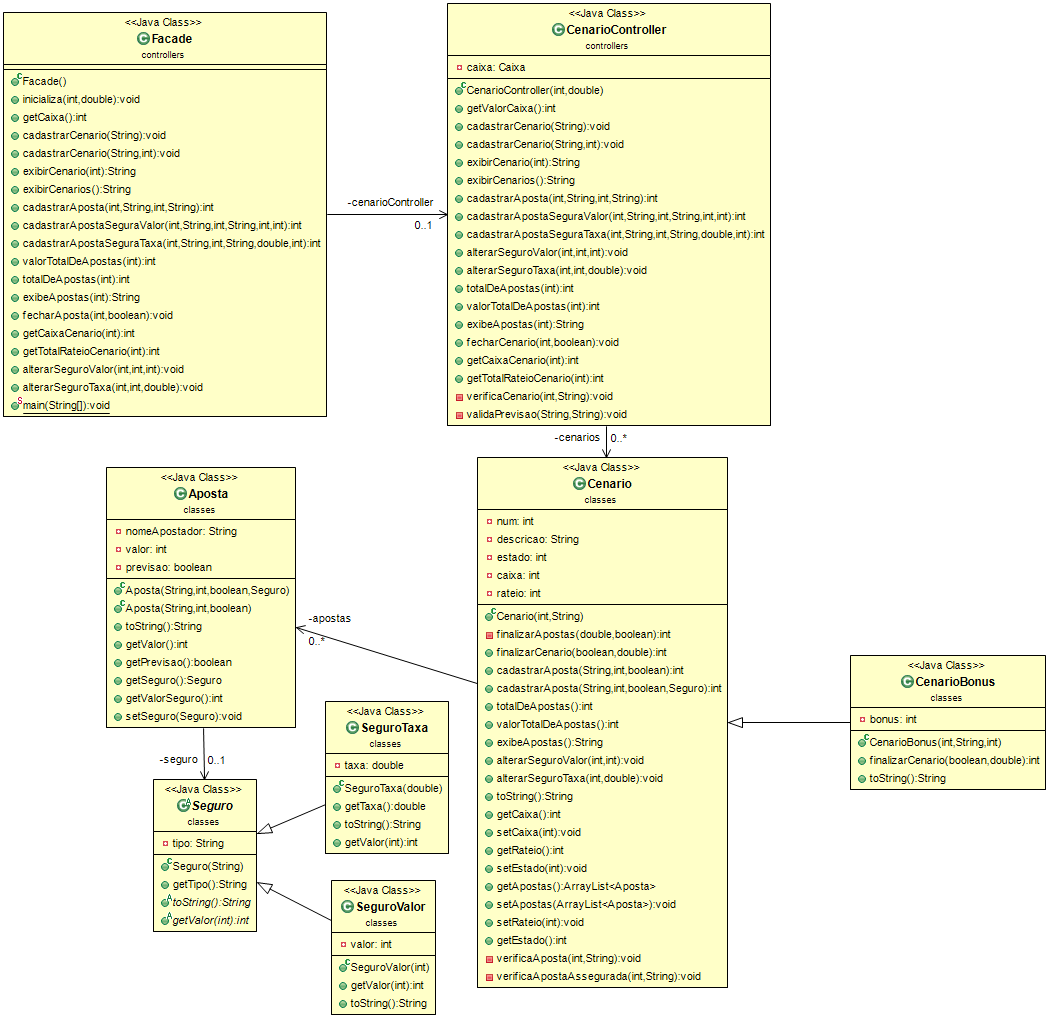 <<Java Class>>
Facade
controllers
Facade()
inicializa(int,double):void
getCaixa():int
cadastrarCenario(String):void
cadastrarCenario(String,int):void
exibirCenario(int):String
exibirCenarios():String
cadastrarAposta(int,String,int,String):int
cadastrarApostaSeguraValor(int,String,int,String,int,int):int
cadastrarApostaSeguraTaxa(int,String,int,String,double,int):int
valorTotalDeApostas(int):int
totalDeApostas(int):int
exibeApostas(int):String
fecharAposta(int,boolean):void
getCaixaCenario(int):int
getTotalRateioCenario(int):int
alterarSeguroValor(int,int,int):void
alterarSeguroTaxa(int,int,double):void
main(String[]):void
-cenarioController
0..1
<<Java Class>>
CenarioController
controllers
caixa: Caixa
CenarioController(int,double)
getValorCaixa():int
cadastrarCenario(String):void
cadastrarCenario(String,int):void
exibirCenario(int):String
exibirCenarios():String
cadastrarAposta(int,String,int,String):int
cadastrarApostaSeguraValor(int,String,int,String,int,int):int
cadastrarApostaSeguraTaxa(int,String,int,String,double,int):int
alterarSeguroValor(int,int,int):void
alterarSeguroTaxa(int,int,double):void
totalDeApostas(int):int
valorTotalDeApostas(int):int
exibeApostas(int):String
fecharCenario(int,boolean):void
getCaixaCenario(int):int
getTotalRateioCenario(int):int
verificaCenario(int,String):void
validaPrevisao(String,String):void
-cenarios 0..*
<<Java Class>>
Aposta
classes
nomeApostador: String
valor: int
previsao: boolean
Aposta(String,int,boolean,Seguro)
Aposta(String,int,boolean)
toString():String
getValor():int
getPrevisao():boolean
getSeguro():Seguro
getValorSeguro():int
setSeguro(Seguro):void
-apostas
0..*
<<Java Class>>
Cenario
classes
num: int
descricao: String
estado: int
caixa: int
rateio: int
Cenario(int,String)
finalizarApostas(double,boolean):int
finalizarCenario(boolean,double):int
cadastrarAposta(String,int,boolean):int
cadastrarAposta(String,int,boolean,Seguro):int
totalDeApostas():int
valorTotalDeApostas():int
exibeApostas():String
alterarSeguroValor(int,int):void
alterarSeguroTaxa(int,double):void
toString():String
getCaixa():int
setCaixa(int):void
getRateio():int
setEstado(int):void
getApostas():ArrayList<Aposta>
setApostas(ArrayList<Aposta>):void
setRateio(int):void
getEstado():int
verificaAposta(int,String):void
verificaApostaAssegurada(int,String):void
<<Java Class>>
CenarioBonus
classes
bonus: int
CenarioBonus(int,String,int)
finalizarCenario(boolean,double):int
toString():String
-seguro 0..1
<<Java Class>>
Seguro
classes
tipo: String
Seguro(String)
getTipo():String
toString():String
getValor(int):int
<<Java Class>>
SeguroTaxa
classes
taxa: double
SeguroTaxa(double)
getTaxa():double
toString():String
getValor(int):int
<<Java Class>>
SeguroValor
classes
valor: int
SeguroValor(int)
getValor(int):int
toString():String